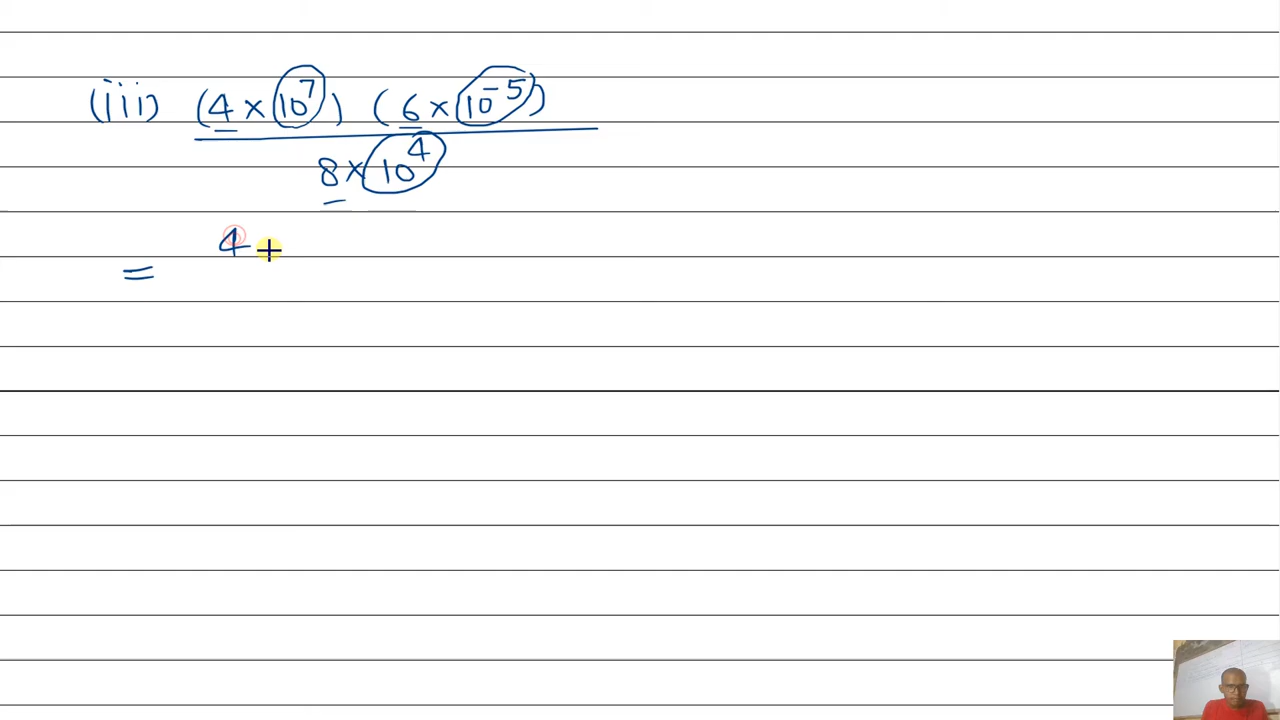 (iii) (4 × 10⁷) (6 × 10⁻⁵)
8 × 10⁴
= 4